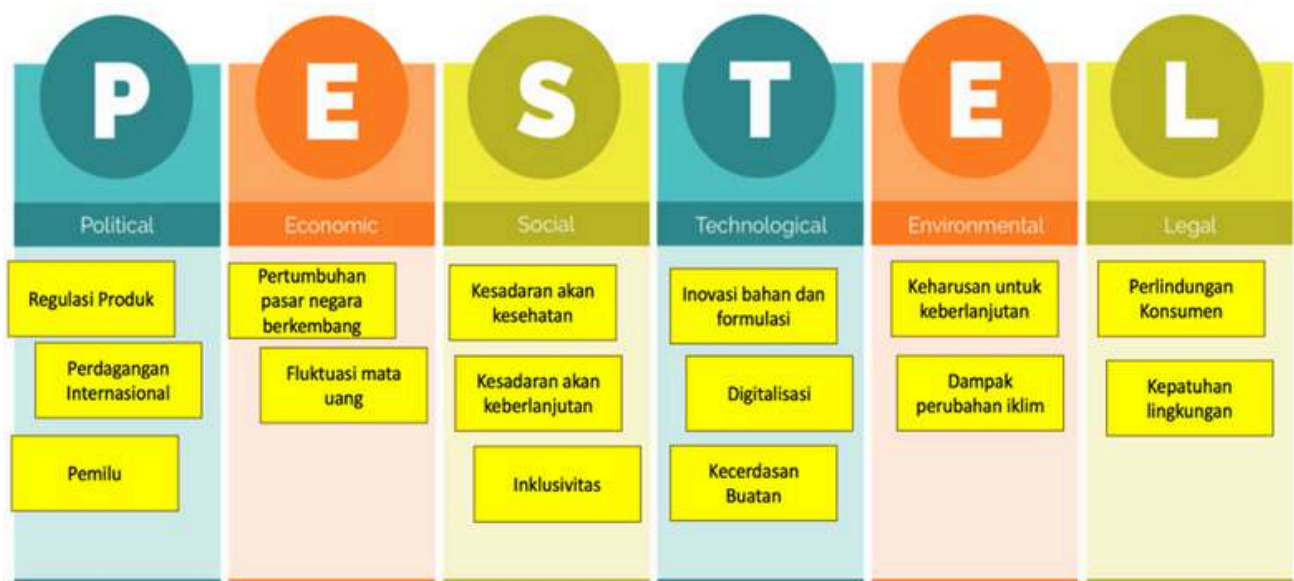 P
Political
Regulasi Produk
Perdagangan
Internasional
Pemilu
E
Economic
Pertumbuhan
pasar negara
berkembang
Fluktuasi mata
uang
S
Social
Kesadaran akan
kesehatan
Kesadaran akan
keberlanjutan
Inklusivitas
T
Technological
Inovasi bahan dan
formulasi
Digitalisasi
Kecerdasan
Buatan
E
Environmental
Keharusan untuk
keberlanjutan
Dampak
perubahan iklim
L
Legal
Perlindungan
Konsumen
Kepatuhan
lingkungan